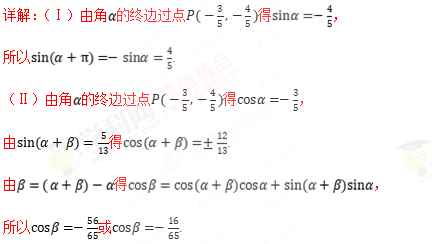 详解：（Ⅰ）由角α的终边过点P(−3/5, −4/5)得sinα=−4/5，
所以sin(α + π)=− sinα = 4/5.
（Ⅱ）由角α的终边过点P(−3/5, −4/5)得cosα=−3/5，
由sin(α + β) = 5/13得cos(α + β)=± 12/13.
由β = (α + β) − α得cosβ = cos(α + β)cosα + sin(α + β)sinα，
所以cosβ=− 56/65或cosβ=− 16/65.